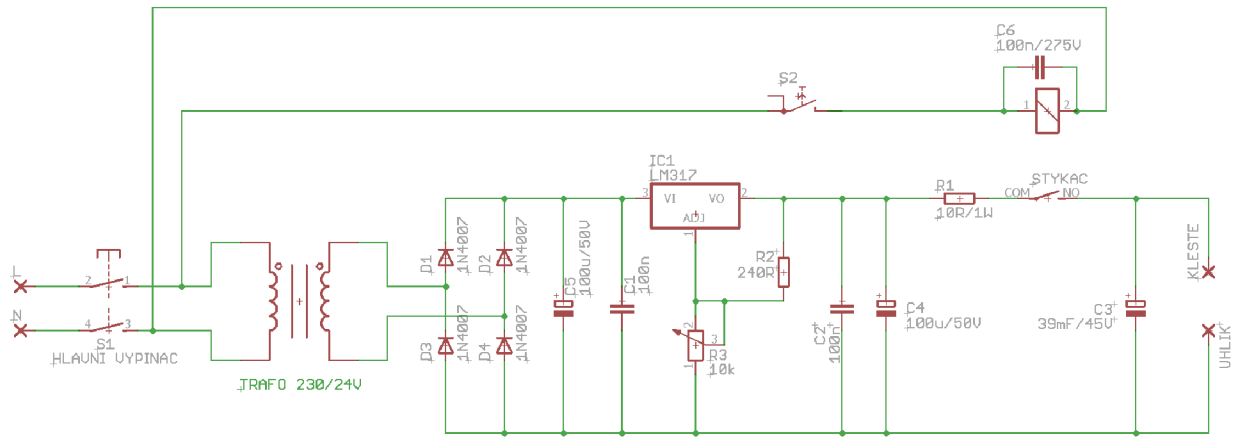 C6
100n/275V
S2
1
2
IC1
LM317
3
VI
VO
2
ADJ
1
R1
10R/1W
STYKAC
COM
NO
D1
1N4007
D2
1N4007
C5
100u/50V
C1
100n
R2
240R
KLESTE
L
2
1
N
4
3
S1
HLAVNI VYPINAC
TRAFO 230/24V
D3
1N4007
D4
1N4007
2
3
1
R3
10k
C2
100n
C4
100u/50V
C3
39mF/45V
UHLIK